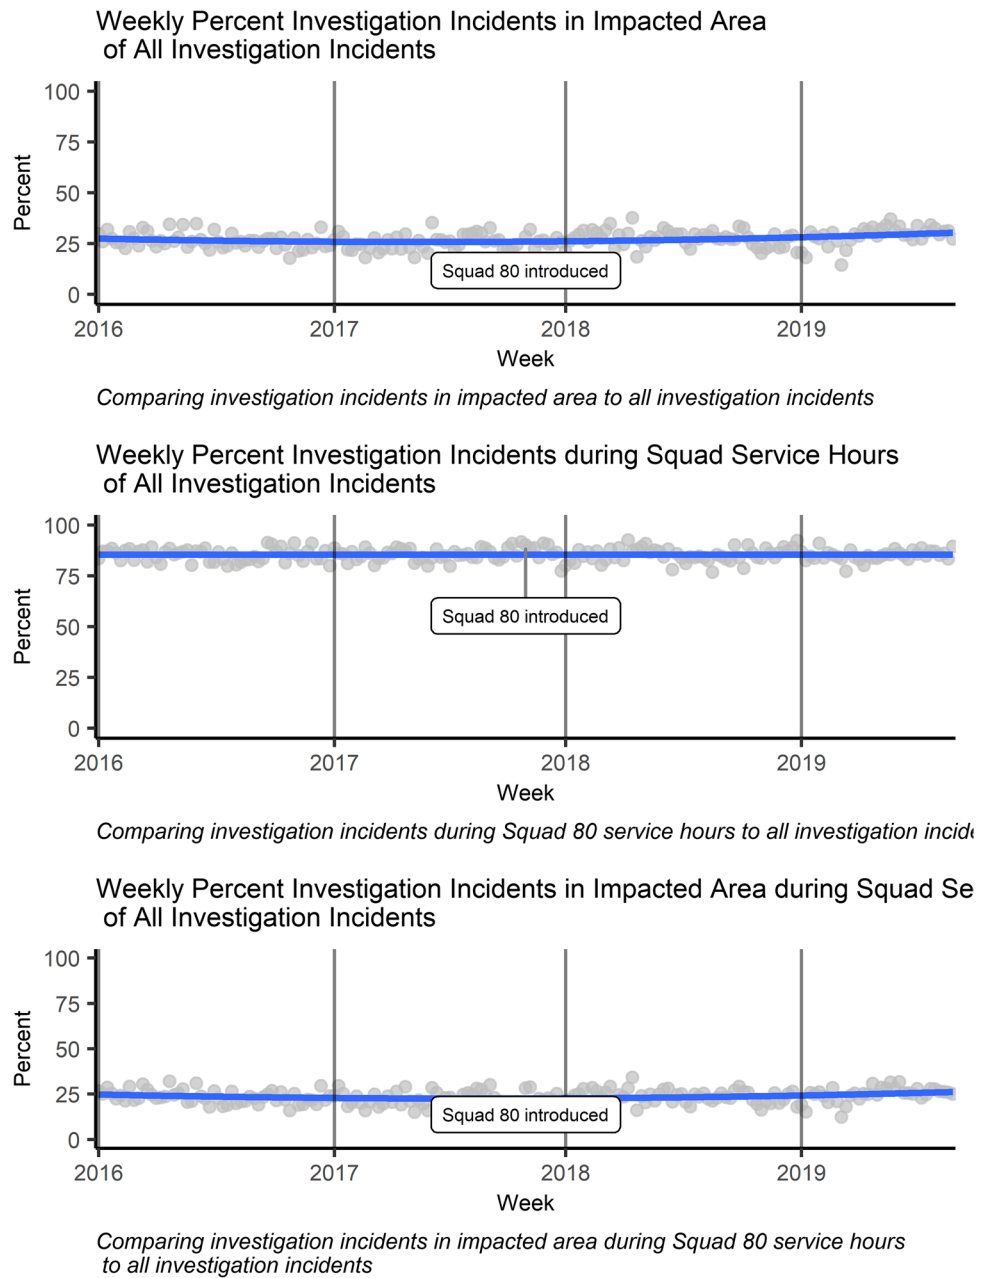 Weekly Percent Investigation Incidents in Impacted Area
of All Investigation Incidents
100
75
50
25
0
Percent
Squad 80 introduced
2016 2017 2018 2019
Week
Comparing investigation incidents in impacted area to all investigation incidents
Weekly Percent Investigation Incidents during Squad Service Hours
of All Investigation Incidents
100
75
50
25
0
Percent
Squad 80 introduced
2016 2017 2018 2019
Week
Comparing investigation incidents during Squad 80 service hours to all investigation incide
Weekly Percent Investigation Incidents in Impacted Area during Squad Se
of All Investigation Incidents
100
75
50
25
0
Percent
Squad 80 introduced
2016 2017 2018 2019
Week
Comparing investigation incidents in impacted area during Squad 80 service hours
to all investigation incidents